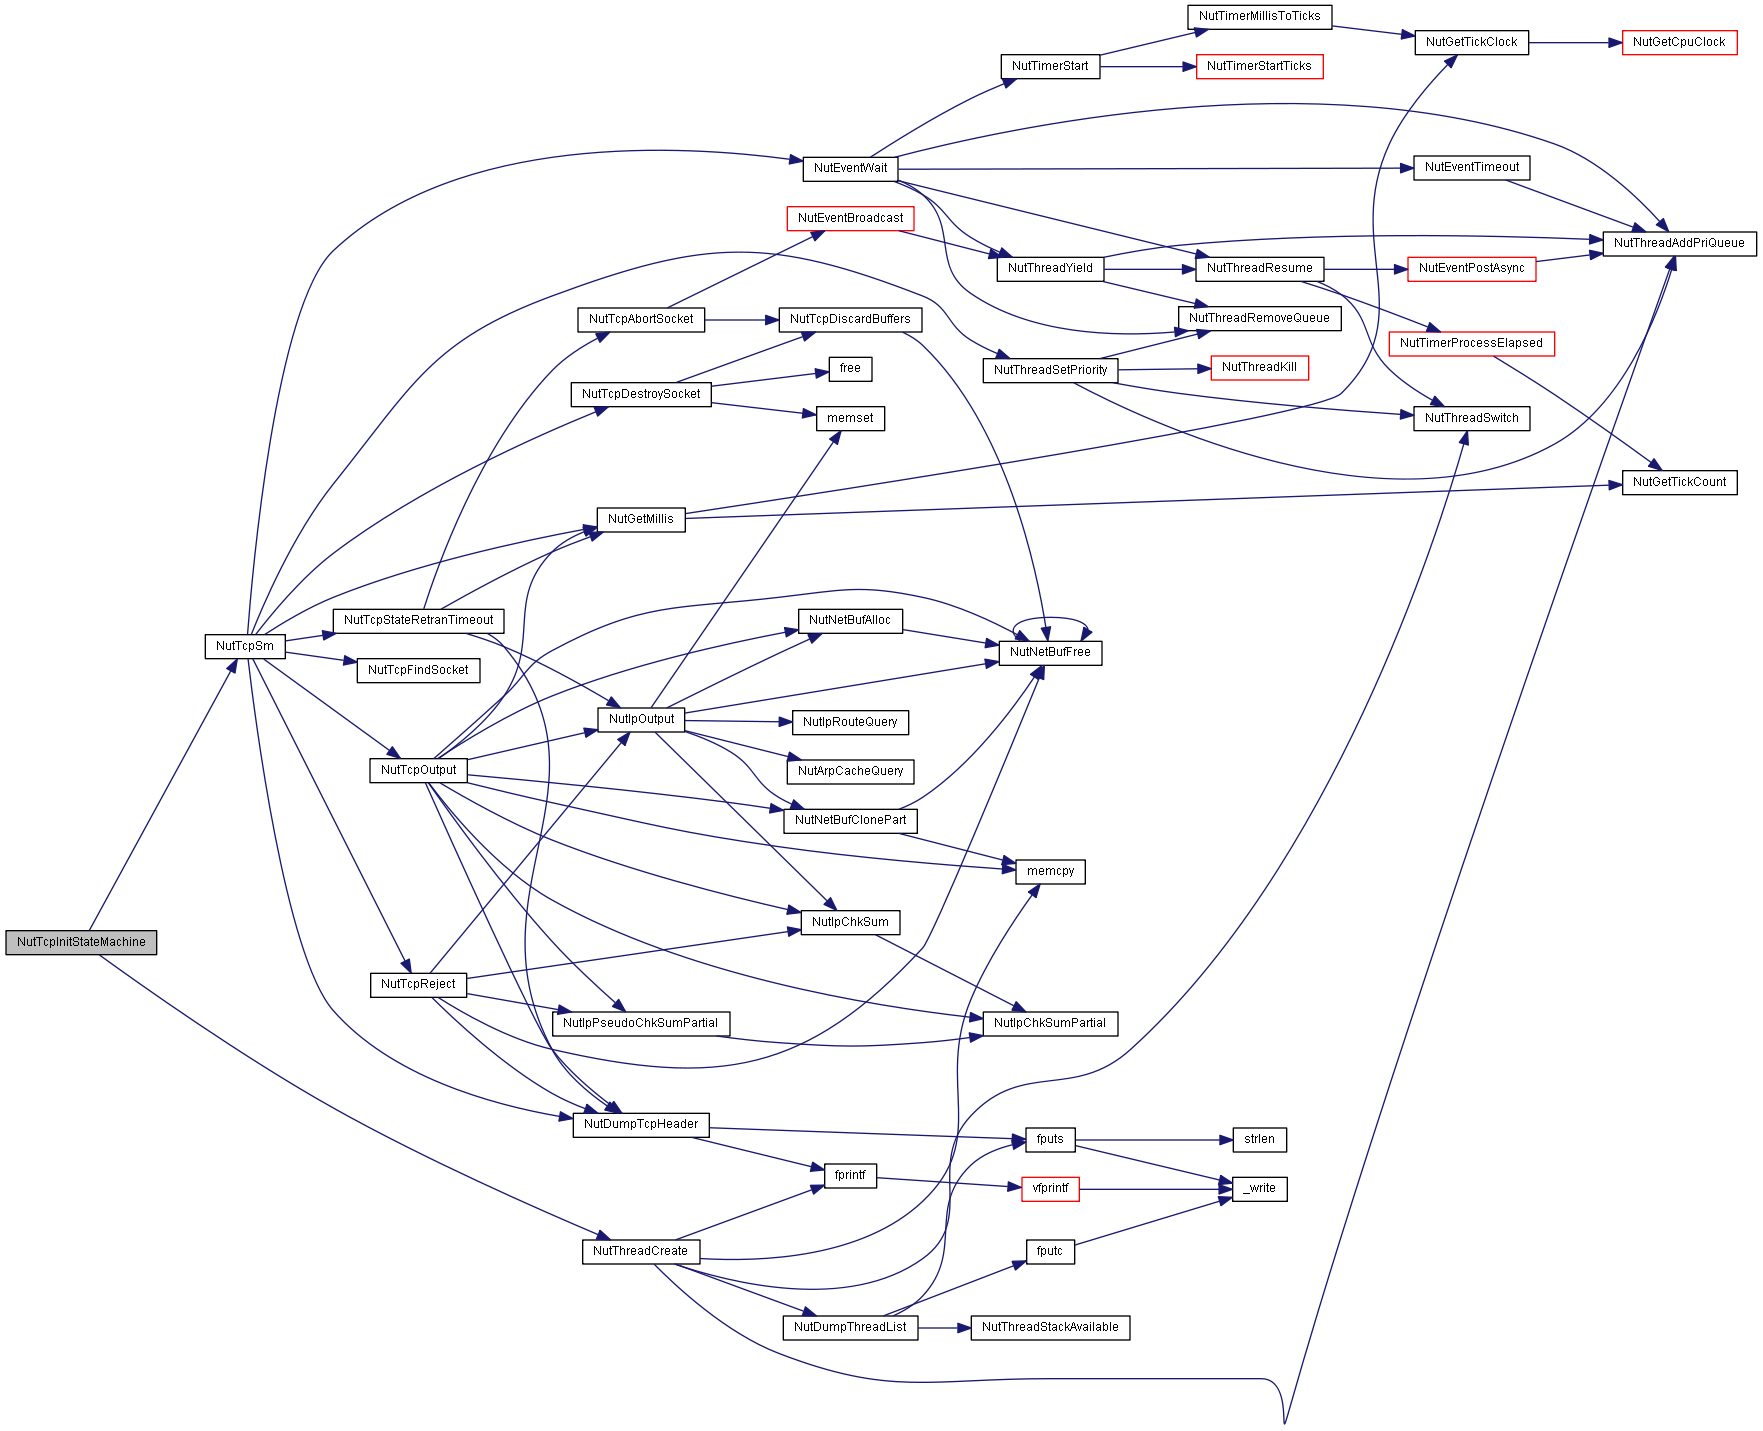 NutTimerMillisToTicks
NutGetTickClock
NutGetCpuClock
NutTimerStart
NutTimerStartTicks
NutEventWait
NutEventTimeout
NutEventBroadcast
NutThreadAddPriQueue
NutThreadYield
NutThreadResume
NutEventPostAsync
NutTcpAbortSocket
NutTcpDiscardBuffers
NutThreadRemoveQueue
NutTimerProcessElapsed
free
NutThreadSetPriority
NutThreadKill
NutTcpDestroySocket
memset
NutThreadSwitch
NutGetTickCount
NutGetMillis
NutTcpStateRetranTimeout
NutNetBufAlloc
NutTcpSm
NutNetBufFree
NutTcpFindSocket
NutIpOutput
NutIpRouteQuery
NutTcpOutput
NutArpCacheQuery
NutNetBufClonePart
memcpy
NutIpChkSum
NutTcpInitStateMachine
NutTcpReject
NutIpPseudoChkSumPartial
NutIpChkSumPartial
NutDumpTcpHeader
fputs
strlen
fprintf
vfprintf
_write
NutThreadCreate
fputc
NutDumpThreadList
NutThreadStackAvailable